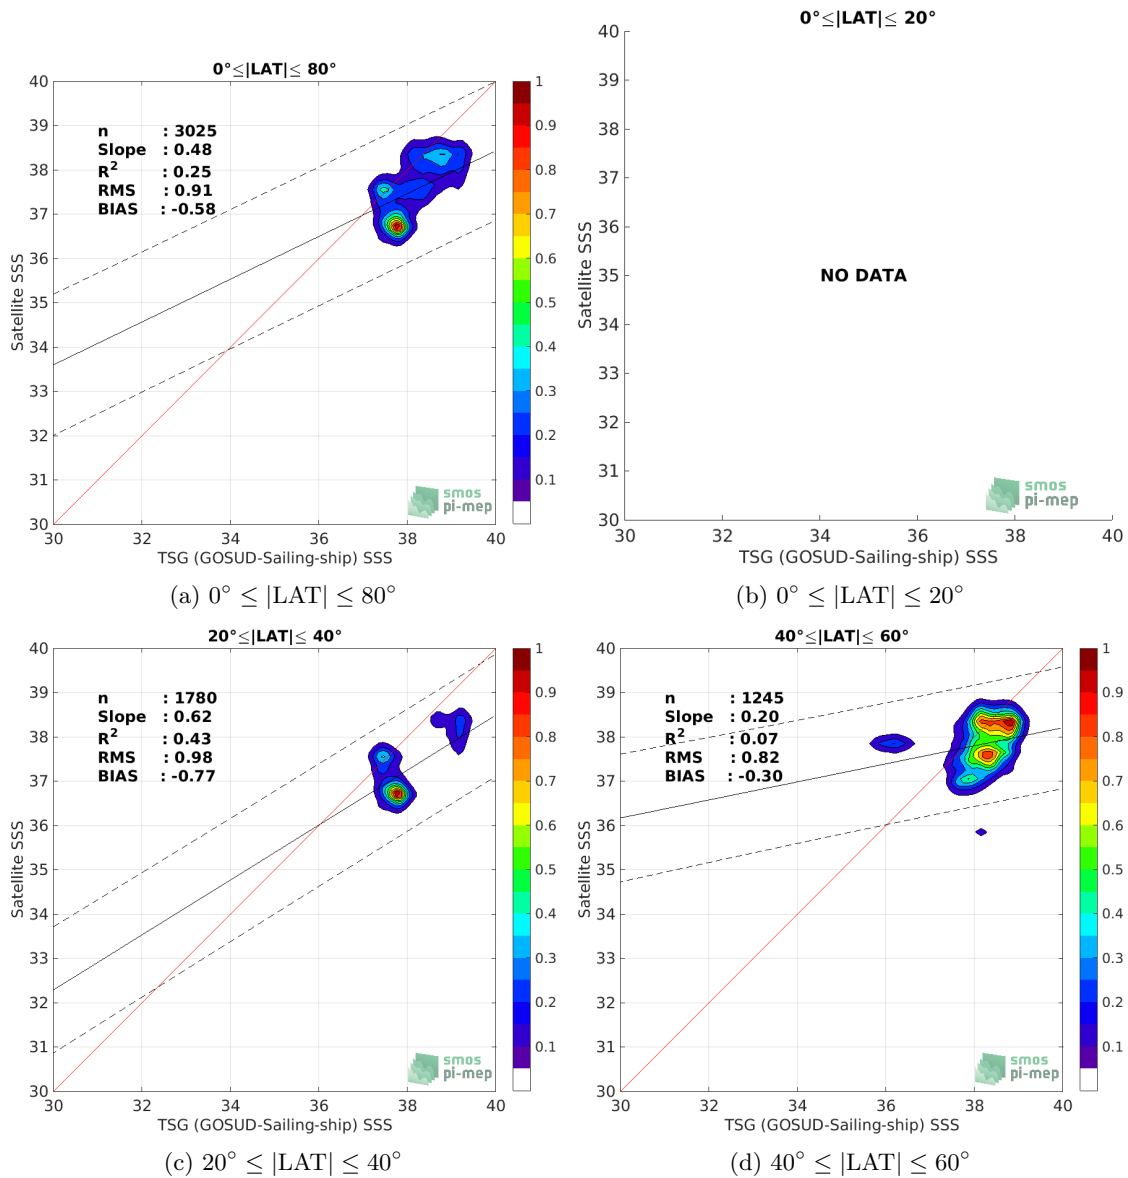 0°≤|LAT|≤ 80°
40
39
38
37
36
35
34
33
32
31
30
30
32
34
36
38
40
Satellite SSS
TSG (GOSUD-Sailing-ship) SSS
n : 3025
Slope : 0.48
R² : 0.25
RMS : 0.91
BIAS : -0.58
1
0.9
0.8
0.7
0.6
0.5
0.4
0.3
0.2
0.1
smos
pi-mep
(a) 0° ≤ |LAT| ≤ 80°
0°≤|LAT|≤ 20°
40
39
38
37
36
35
34
33
32
31
30
30
32
34
36
38
40
Satellite SSS
TSG (GOSUD-Sailing-ship) SSS
NO DATA
smos
pi-mep
(b) 0° ≤ |LAT| ≤ 20°
20°≤|LAT|≤ 40°
40
39
38
37
36
35
34
33
32
31
30
30
32
34
36
38
40
Satellite SSS
TSG (GOSUD-Sailing-ship) SSS
n : 1780
Slope : 0.62
R² : 0.43
RMS : 0.98
BIAS : -0.77
1
0.9
0.8
0.7
0.6
0.5
0.4
0.3
0.2
0.1
smos
pi-mep
(c) 20° ≤ |LAT| ≤ 40°
40°≤|LAT|≤ 60°
40
39
38
37
36
35
34
33
32
31
30
30
32
34
36
38
40
Satellite SSS
TSG (GOSUD-Sailing-ship) SSS
n : 1245
Slope : 0.20
R² : 0.07
RMS : 0.82
BIAS : -0.30
1
0.9
0.8
0.7
0.6
0.5
0.4
0.3
0.2
0.1
smos
pi-mep
(d) 40° ≤ |LAT| ≤ 60°